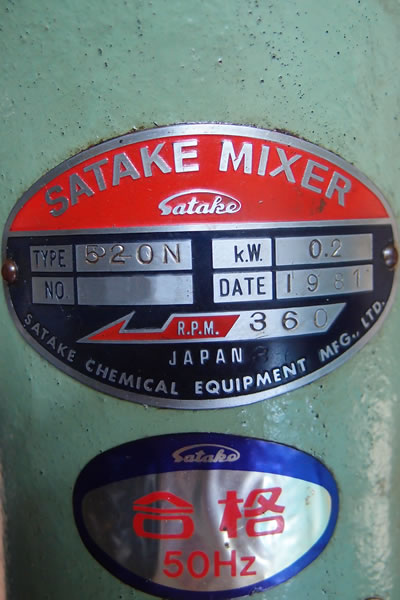 SATAKE MIXER
Satake
TYPE 520N k.W. 0.2
NO. DATE 1981
R.P.M. 360
JAPAN
SATAKE CHEMICAL EQUIPMENT MFG., LTD.
Satake
合格
50Hz